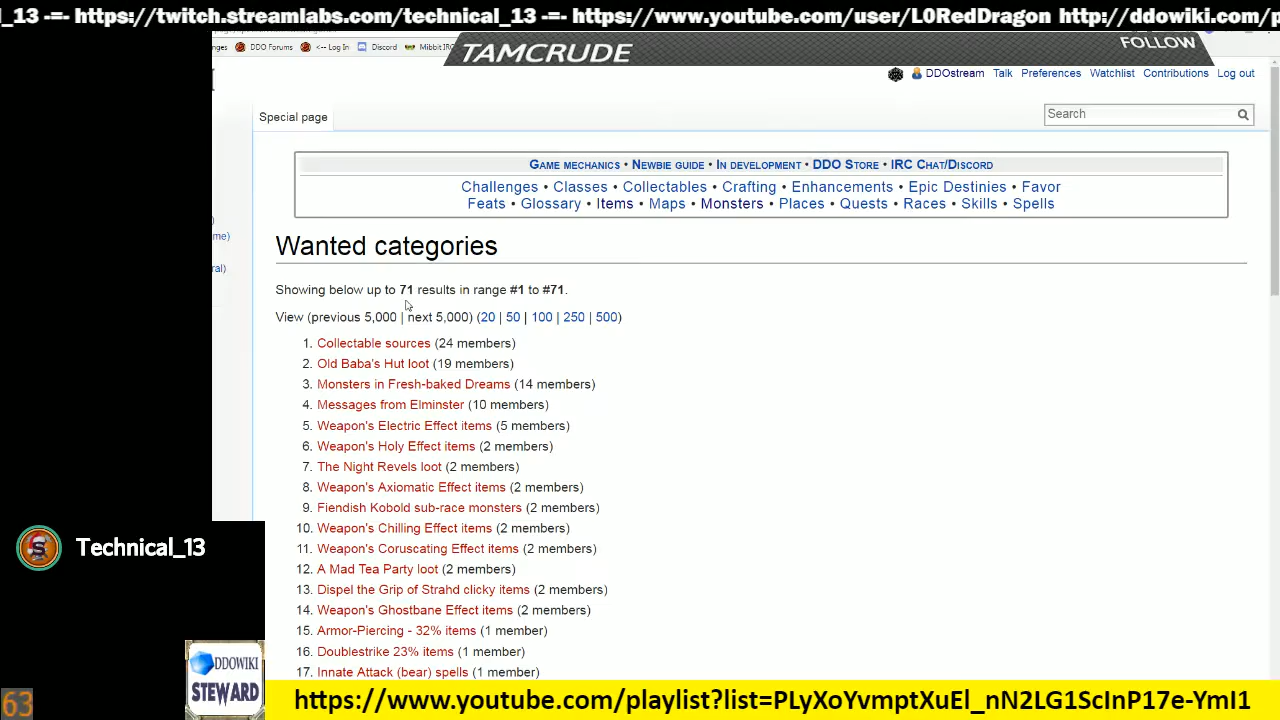 l_13 -=- https://twitch.streamlabs.com/technical_13 -=- https://www.youtube.com/user/L0RedDragon http://ddowiki.com/p
nges DDO Forums <-- Log In Discord Mibbit IRC
TAMCRUDE
FOLLOW
DDOstream Talk Preferences Watchlist Contributions Log out
Special page
Search
Game mechanics • Newbie guide • In development • DDO Store • IRC Chat/Discord
Challenges • Classes • Collectables • Crafting • Enhancements • Epic Destinies • Favor
Feats • Glossary • Items • Maps • Monsters • Places • Quests • Races • Skills • Spells
)
me)
ral)
Wanted categories
Showing below up to 71 results in range #1 to #71.
View (previous 5,000 | next 5,000) (20 | 50 | 100 | 250 | 500)
1. Collectable sources (24 members)
2. Old Baba's Hut loot (19 members)
3. Monsters in Fresh-baked Dreams (14 members)
4. Messages from Elminster (10 members)
5. Weapon's Electric Effect items (5 members)
6. Weapon's Holy Effect items (2 members)
7. The Night Revels loot (2 members)
8. Weapon's Axiomatic Effect items (2 members)
9. Fiendish Kobold sub-race monsters (2 members)
10. Weapon's Chilling Effect items (2 members)
11. Weapon's Coruscating Effect items (2 members)
12. A Mad Tea Party loot (2 members)
13. Dispel the Grip of Strahd clicky items (2 members)
14. Weapon's Ghostbane Effect items (2 members)
15. Armor-Piercing - 32% items (1 member)
16. Doublestrike 23% items (1 member)
17. Innate Attack (bear) spells (1 member)
Technical_13
DDOWIKI
STEWARD
63
https://www.youtube.com/playlist?list=PLyXoYvmptXuEl_nN2LG1ScInP17e-YmI1